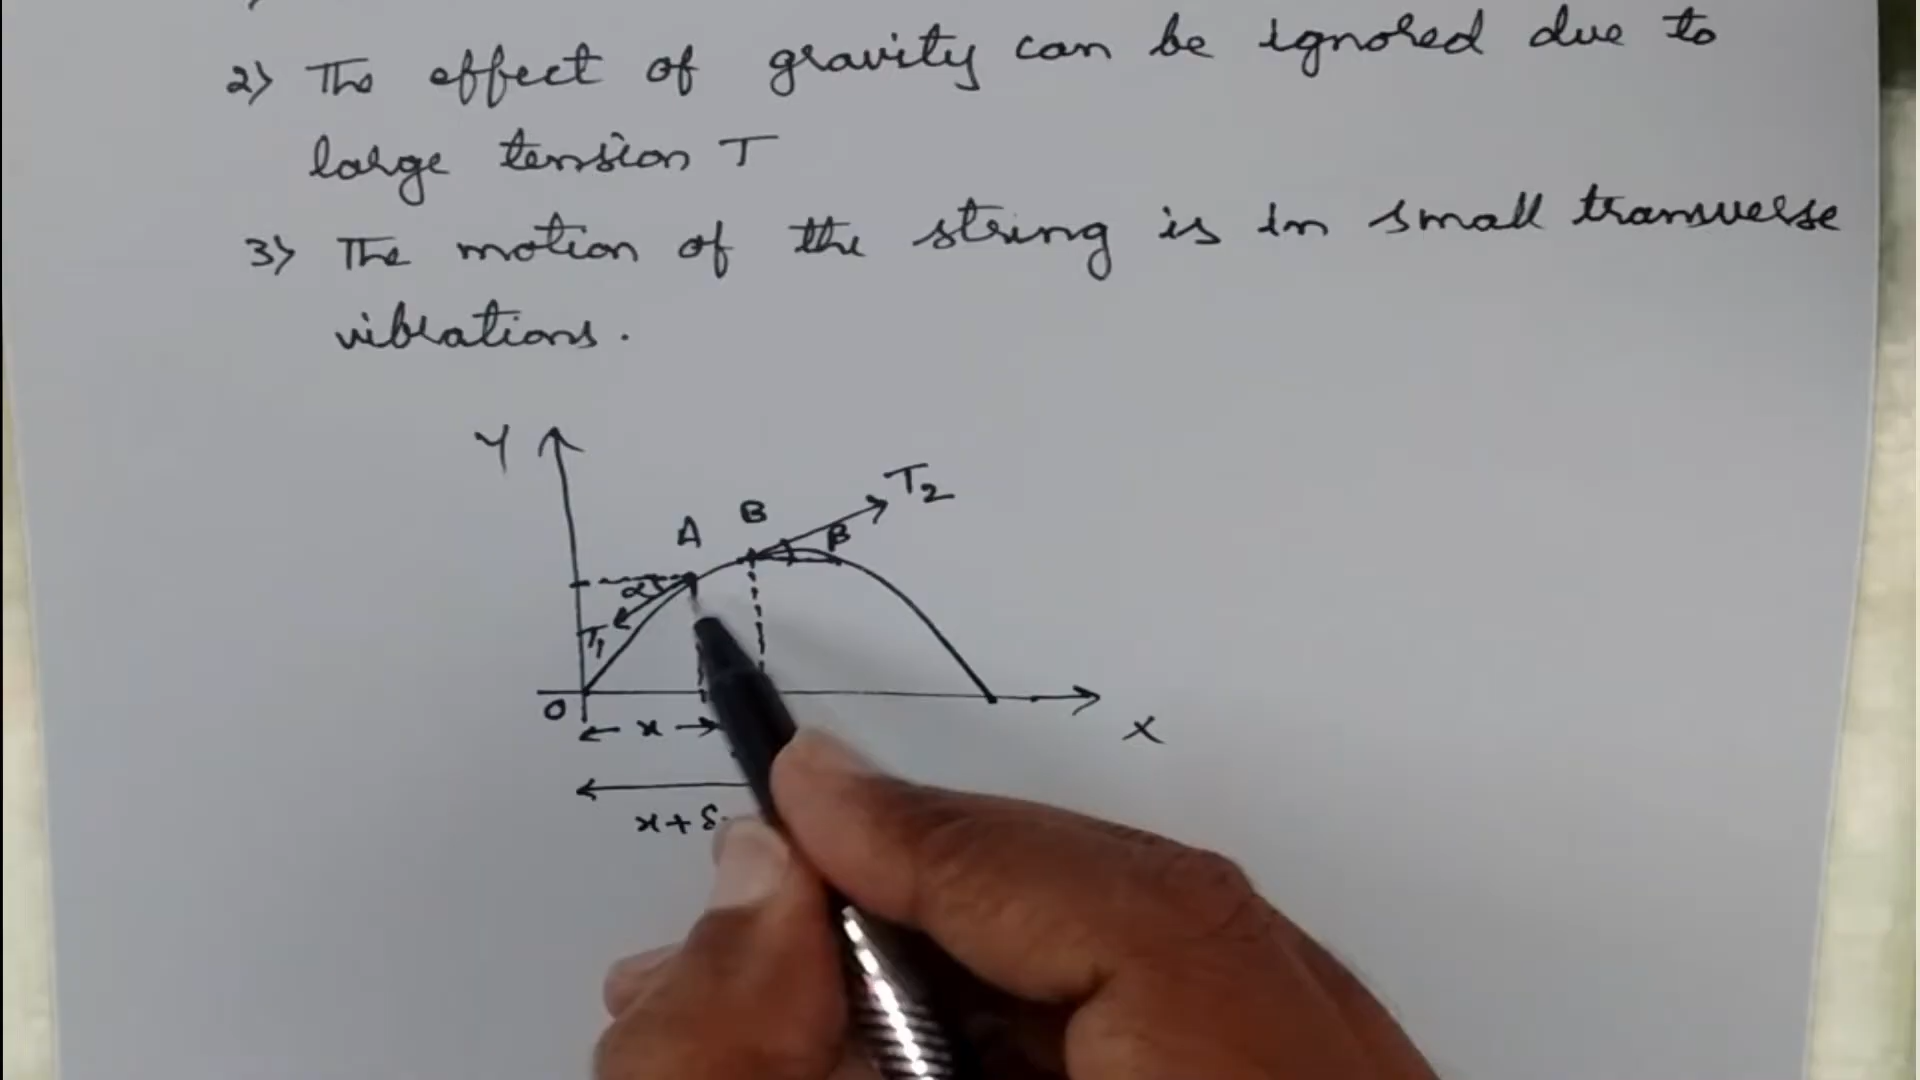 2) The effect of gravity can be ignored due to
large tension T
3) The motion of the string is in small transverse
vibrations.
Y
T₂
B
A
β
α
T₁
O
x
X
x+δ